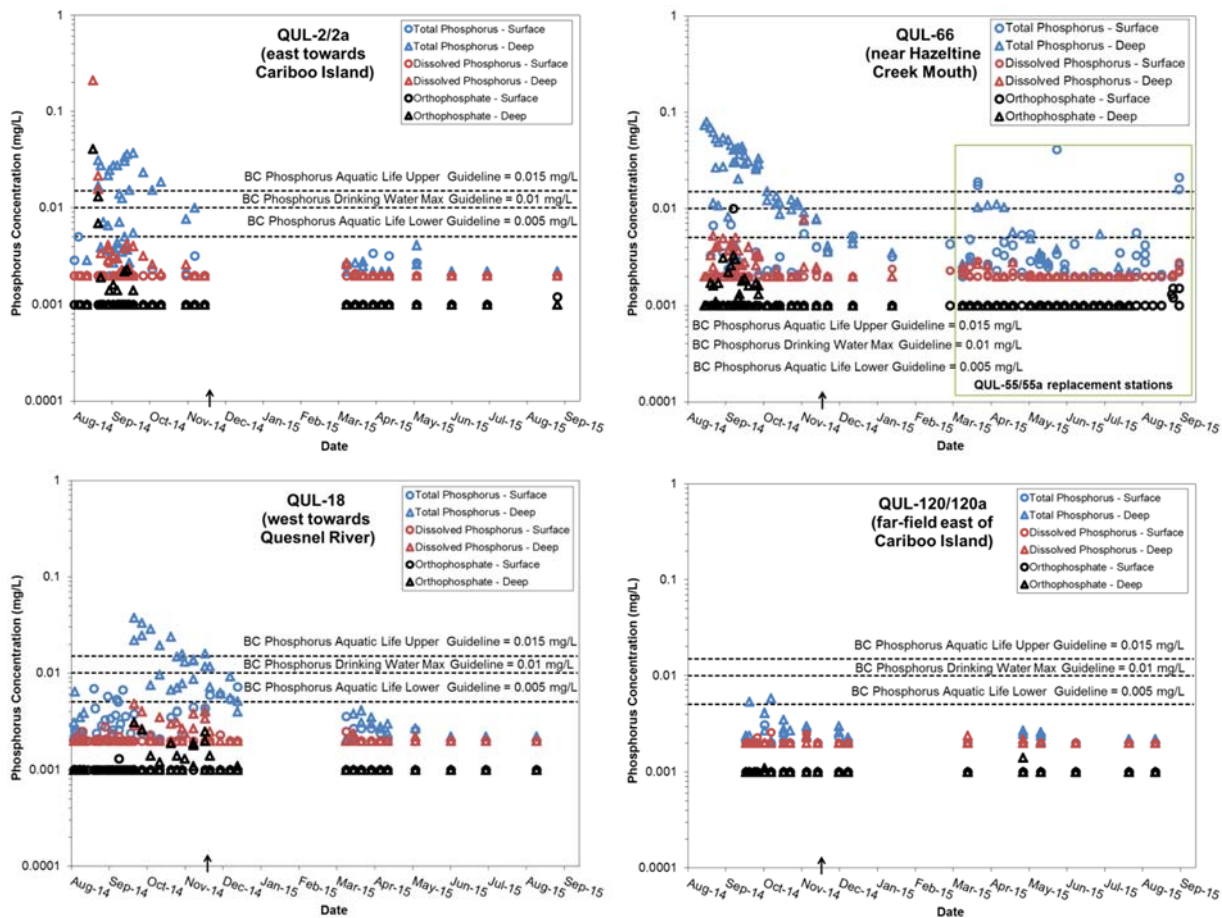 QUL-2/2a
(east towards
Cariboo Island)
Total Phosphorus - Surface
Total Phosphorus - Deep
Dissolved Phosphorus - Surface
Dissolved Phosphorus - Deep
Orthophosphate - Surface
Orthophosphate - Deep
Phosphorus Concentration (mg/L)
1
0.1
0.01
0.001
0.0001
BC Phosphorus Aquatic Life Upper Guideline = 0.015 mg/L
BC Phosphorus Drinking Water Max Guideline = 0.01 mg/L
BC Phosphorus Aquatic Life Lower Guideline = 0.005 mg/L
Aug-14 Sep-14 Oct-14 Nov-14 Dec-14 Jan-15 Feb-15 Mar-15 Apr-15 May-15 Jun-15 Jul-15 Aug-15 Sep-15
Date
QUL-66
(near Hazeltine
Creek Mouth)
Total Phosphorus - Surface
Total Phosphorus - Deep
Dissolved Phosphorus - Surface
Dissolved Phosphorus - Deep
Orthophosphate - Surface
Orthophosphate - Deep
Phosphorus Concentration (mg/L)
1
0.1
0.01
0.001
0.0001
BC Phosphorus Aquatic Life Upper Guideline = 0.015 mg/L
BC Phosphorus Drinking Water Max Guideline = 0.01 mg/L
BC Phosphorus Aquatic Life Lower Guideline = 0.005 mg/L
QUL-55/55a replacement stations
Aug-14 Sep-14 Oct-14 Nov-14 Dec-14 Jan-15 Feb-15 Mar-15 Apr-15 May-15 Jun-15 Jul-15 Aug-15 Sep-15
Date
QUL-18
(west towards
Quesnel River)
Total Phosphorus - Surface
Total Phosphorus - Deep
Dissolved Phosphorus - Surface
Dissolved Phosphorus - Deep
Orthophosphate - Surface
Orthophosphate - Deep
Phosphorus Concentration (mg/L)
1
0.1
0.01
0.001
0.0001
BC Phosphorus Aquatic Life Upper Guideline = 0.015 mg/L
BC Phosphorus Drinking Water Max Guideline = 0.01 mg/L
BC Phosphorus Aquatic Life Lower Guideline = 0.005 mg/L
Aug-14 Sep-14 Oct-14 Nov-14 Dec-14 Jan-15 Feb-15 Mar-15 Apr-15 May-15 Jun-15 Jul-15 Aug-15 Sep-15
Date
QUL-120/120a
(far-field east of
Cariboo Island)
Total Phosphorus - Surface
Total Phosphorus - Deep
Dissolved Phosphorus - Surface
Dissolved Phosphorus - Deep
Orthophosphate - Surface
Orthophosphate - Deep
Phosphorus Concentration (mg/L)
1
0.1
0.01
0.001
0.0001
BC Phosphorus Aquatic Life Upper Guideline = 0.015 mg/L
BC Phosphorus Drinking Water Max Guideline = 0.01 mg/L
BC Phosphorus Aquatic Life Lower Guideline = 0.005 mg/L
Aug-14 Sep-14 Oct-14 Nov-14 Dec-14 Jan-15 Feb-15 Mar-15 Apr-15 May-15 Jun-15 Jul-15 Aug-15 Sep-15
Date